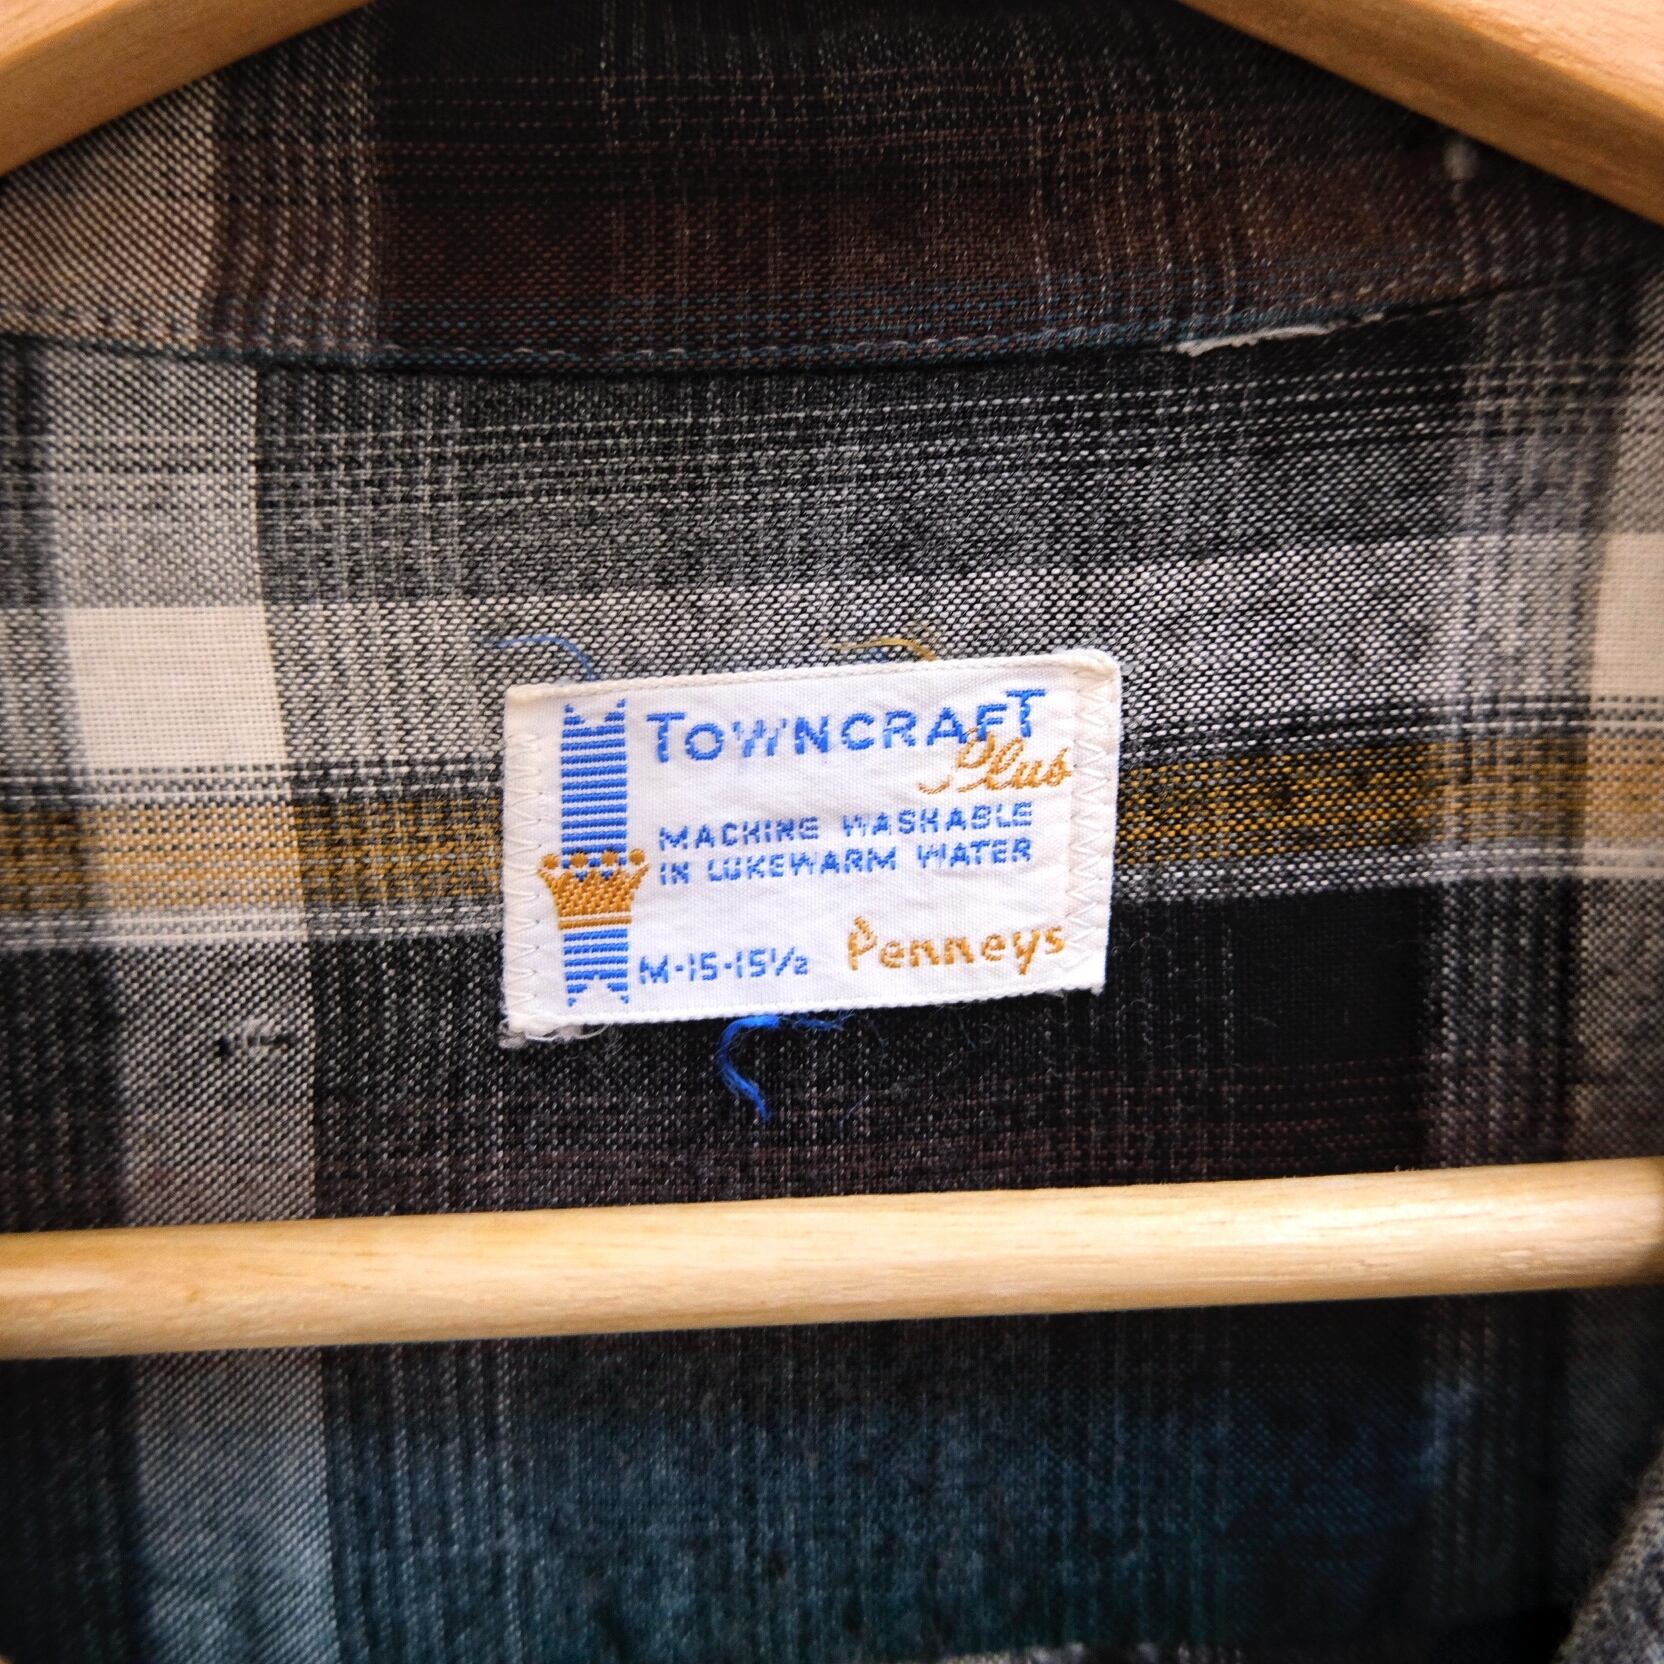 TOWNCRAFT
Plus
MACHINE WASHABLE
IN LUKEWARM WATER
M-15-15½ Penneys